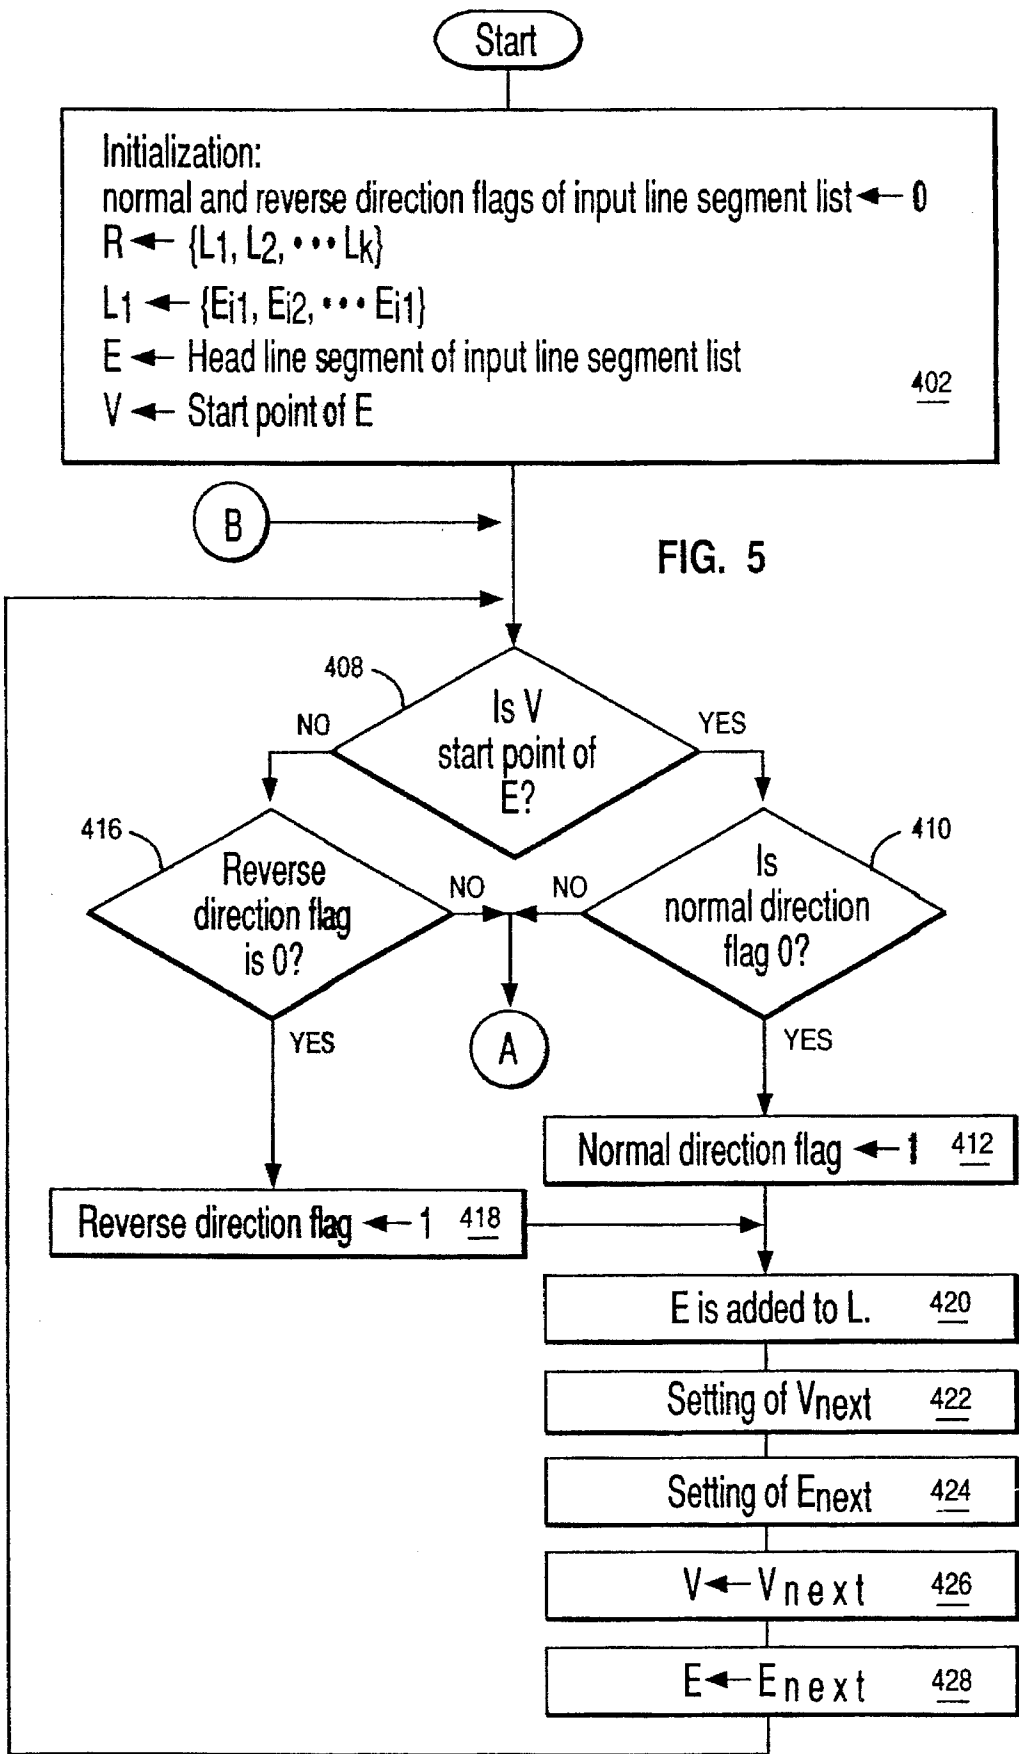 Start
Initialization:
normal and reverse direction flags of input line segment list ← 0
R ← {L1, L2, ••• Lk}
L1 ← {Ei1, Ei2, ••• Ei1}
E ← Head line segment of input line segment list
402
V ← Start point of E
B
FIG. 5
408
Is V
start point of
E?
NO
YES
416
Reverse
direction flag
is 0?
NO
YES
410
Is
normal direction
flag 0?
NO
YES
A
Normal direction flag ← 1 412
Reverse direction flag ← 1 418
E is added to L. 420
Setting of Vnext 422
Setting of Enext 424
V ← Vnext 426
E ← Enext 428